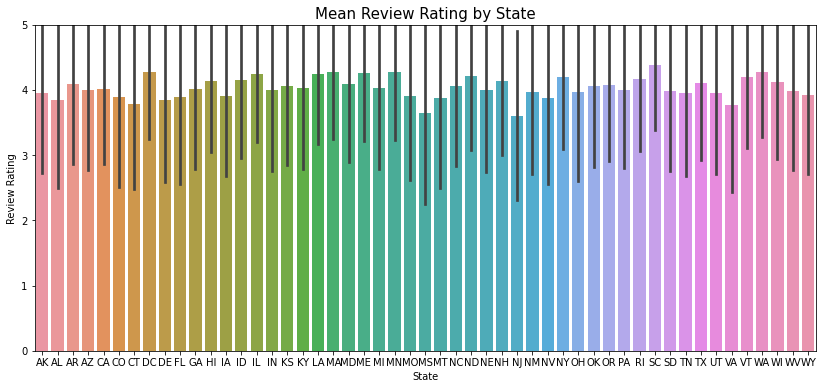 Mean Review Rating by State
5
4
3
2
1
0
Review Rating
AK AL AR AZ CA CO CT DC DE FL GA HI IA ID IL IN KS KY LA MA MD ME MI MN MO MS MT NC ND NE NH NJ NM NV NY OH OK OR PA RI SC SD TN TX UT VA VT WA WI WV WY
State